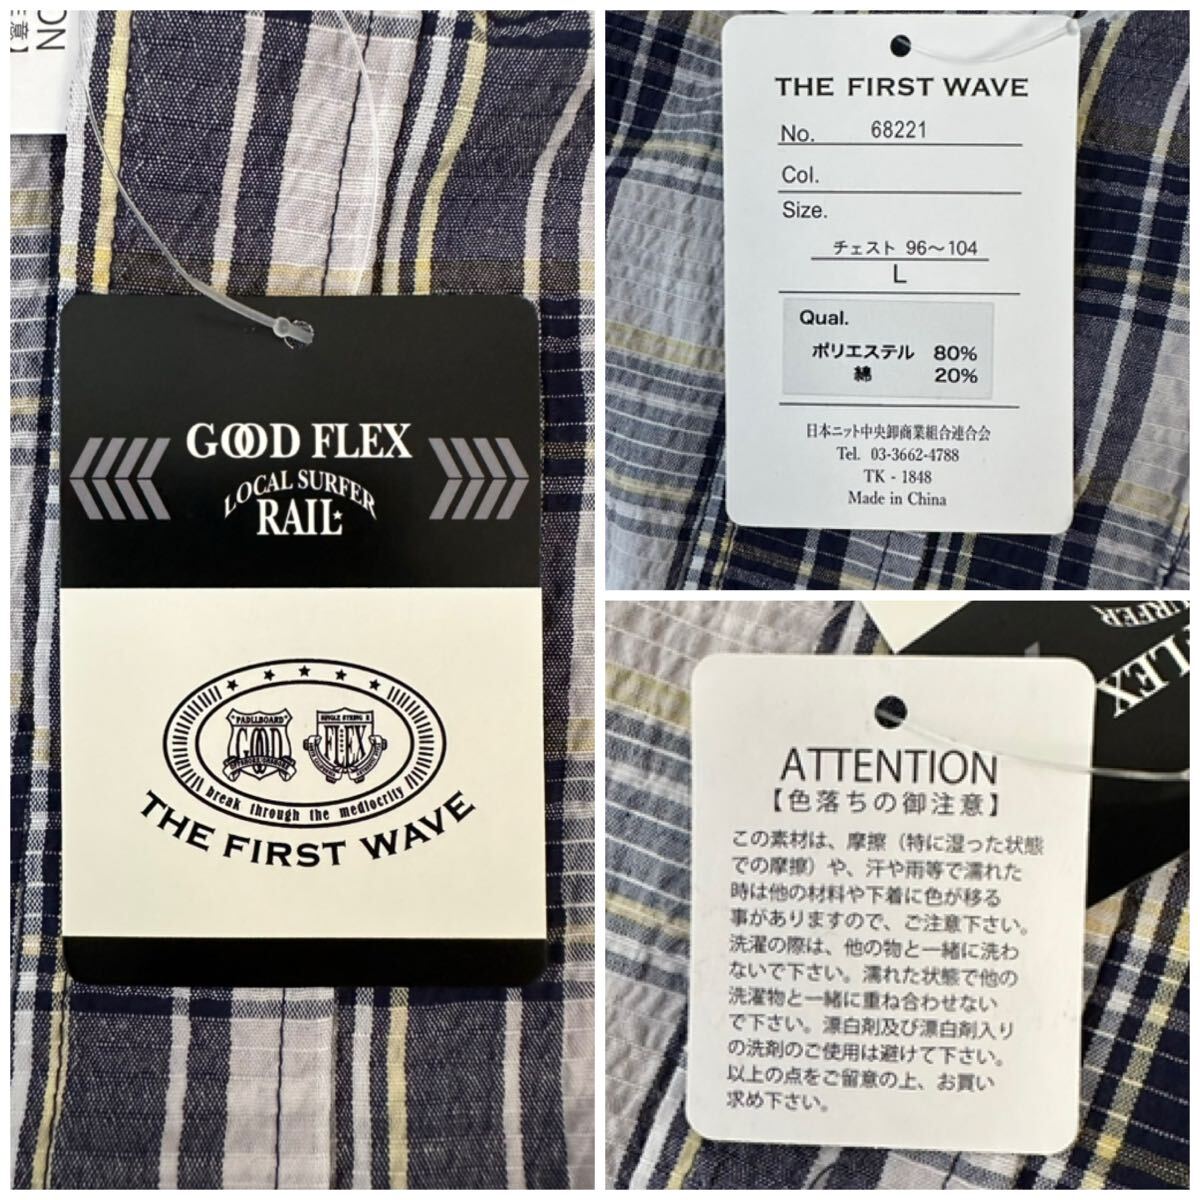 ON
意】
GOOD FLEX
LOCAL SURFER
RAIL
"PADLLBOARD"
GOOD
FLEX
break through the mediocrity
THE FIRST WAVE
THE FIRST WAVE
No. 68221
Col.
Size.
チェスト 96～104
L
Qual.
ポリエステル 80%
綿 20%
日本ニット中央卸商業組合連合会
Tel. 03-3662-4788
TK - 1848
Made in China
FLEX
SURFER
ATTENTION
【色落ちの御注意】
この素材は、摩擦（特に湿った状態
での摩擦）や、汗や雨等で濡れた
時は他の材料や下着に色が移る
事がありますので、ご注意下さい。
洗濯の際は、他の物と一緒に洗わ
ないで下さい。濡れた状態で他の
洗濯物と一緒に重ね合わせない
で下さい。漂白剤及び漂白剤入り
の洗剤のご使用は避けて下さい。
以上の点をご留意の上、お買い
求め下さい。